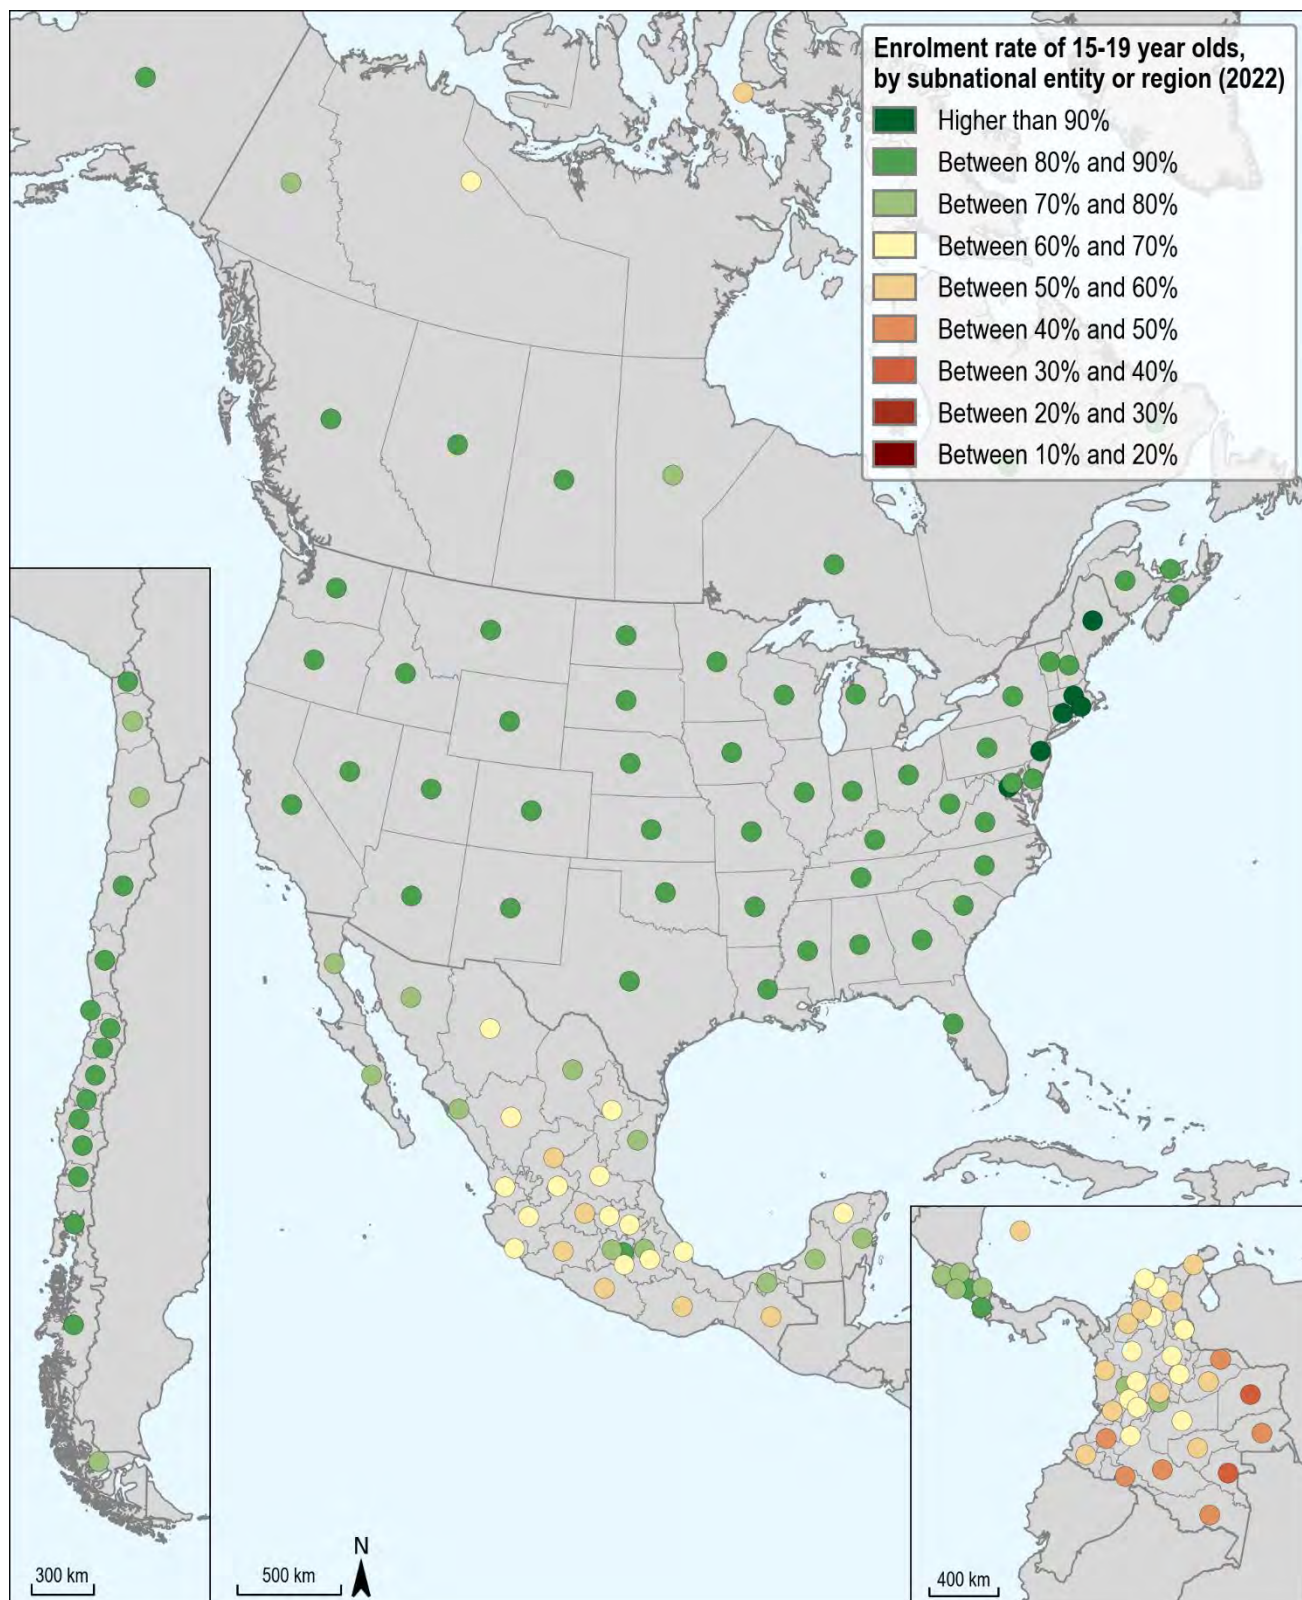 Enrolment rate of 15-19 year olds,
by subnational entity or region (2022)
Higher than 90%
Between 80% and 90%
Between 70% and 80%
Between 60% and 70%
Between 50% and 60%
Between 40% and 50%
Between 30% and 40%
Between 20% and 30%
Between 10% and 20%
300 km
500 km
N
400 km